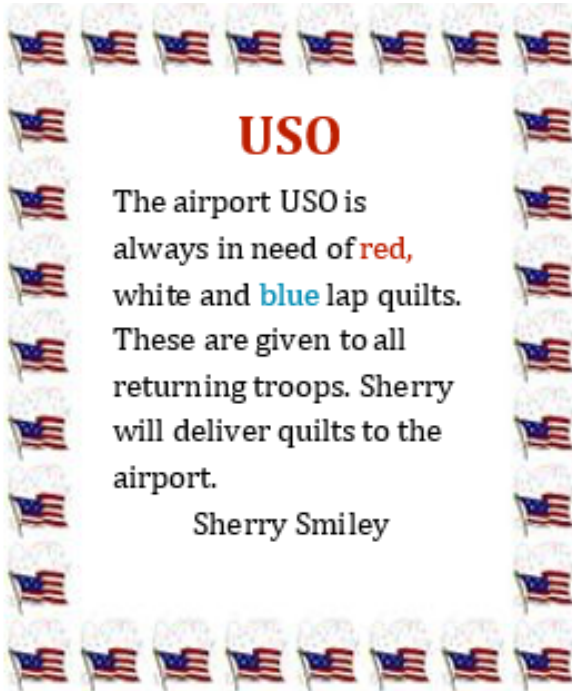 USO
The airport USO is
always in need of red,
white and blue lap quilts.
These are given to all
returning troops. Sherry
will deliver quilts to the
airport.
Sherry Smiley